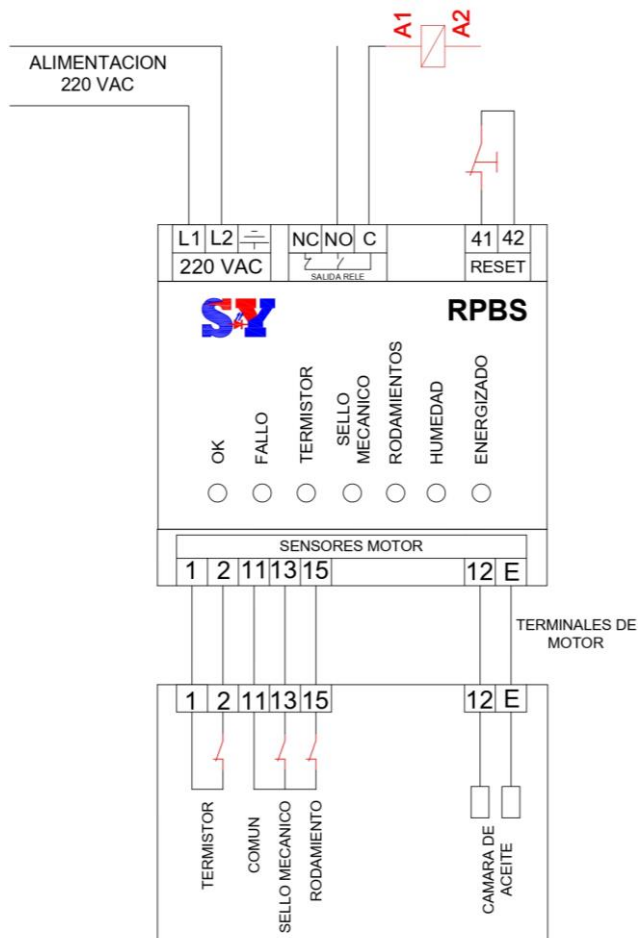 A1
A2
ALIMENTACION
220 VAC
L1 L2
NC NO C
41 42
220 VAC
SALIDA RELE
RESET
SY
RPBS
OK
FALLO
TERMISTOR
SELLO
MECANICO
RODAMIENTOS
HUMEDAD
ENERGIZADO
SENSORES MOTOR
1 2 11 13 15
12 E
TERMINALES DE
MOTOR
1 2 11 13 15
12 E
TERMISTOR
COMUN
SELLO MECANICO
RODAMIENTO
CAMARA DE
ACEITE